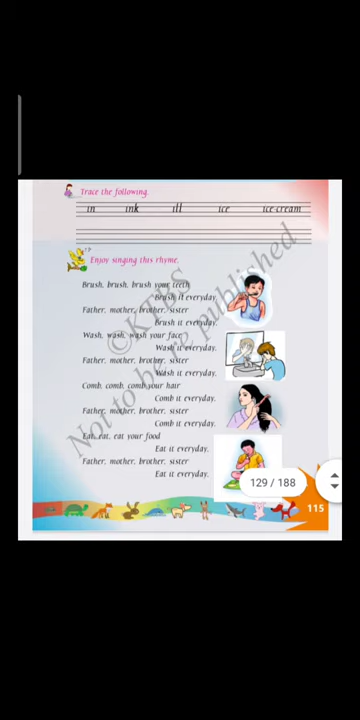 Trace the following.
in ink ill ice ice-cream
Enjoy singing this rhyme.
Brush, brush, brush your teeth
Brush it everyday.
Father, mother, brother, sister
Brush it everyday.
Wash, wash, wash your face
Wash it everyday.
Father, mother, brother, sister
Wash it everyday.
Comb, comb, comb your hair
Comb it everyday.
Father, mother, brother, sister
Comb it everyday.
Eat, eat, eat your food
Eat it everyday.
Father, mother, brother, sister
Eat it everyday.
©KTBS
Not to be republished
129 / 188
115